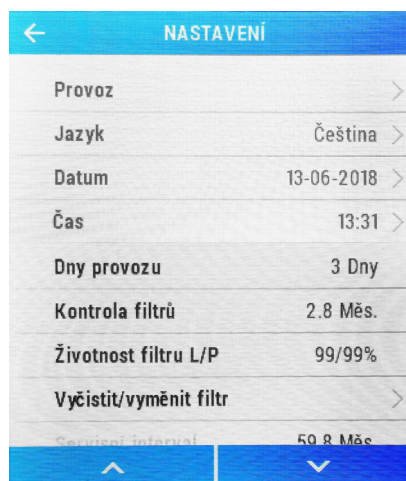 NASTAVENÍ
Provoz
Jazyk Čeština
Datum 13-06-2018
Čas 13:31
Dny provozu 3 Dny
Kontrola filtrů 2.8 Měs.
Životnost filtru L/P 99/99%
Vyčistit/vyměnit filtr
Servisní interval 59.8 Měs.